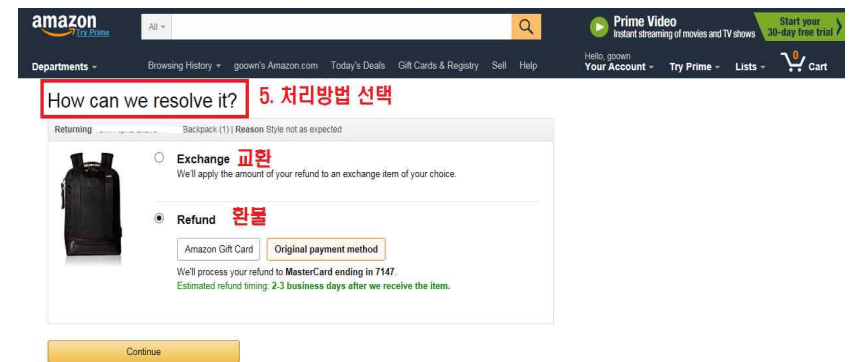 amazon
Try Prime
All
Prime Video
Instant streaming of movies and TV shows
Start your
30-day free trial
Departments
Browsing History
goown's Amazon.com
Today's Deals
Gift Cards & Registry
Sell
Help
Hello, goown
Your Account
Try Prime
Lists
0
Cart
How can we resolve it?
5. 처리방법 선택
Returning
Backpack (1) | Reason Style not as expected
Exchange 교환
We'll apply the amount of your refund to an exchange item of your choice.
Refund 환불
Amazon Gift Card
Original payment method
We'll process your refund to MasterCard ending in 7147.
Estimated refund timing: 2-3 business days after we receive the item.
Continue